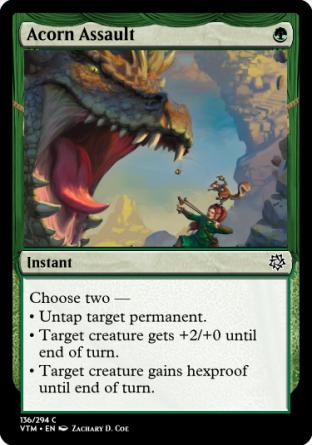 Acorn Assault
Instant
Choose two —
• Untap target permanent.
• Target creature gets +2/+0 until
end of turn.
• Target creature gains hexproof
until end of turn.
136/294 C
VTM • EN Zachary D. Coe